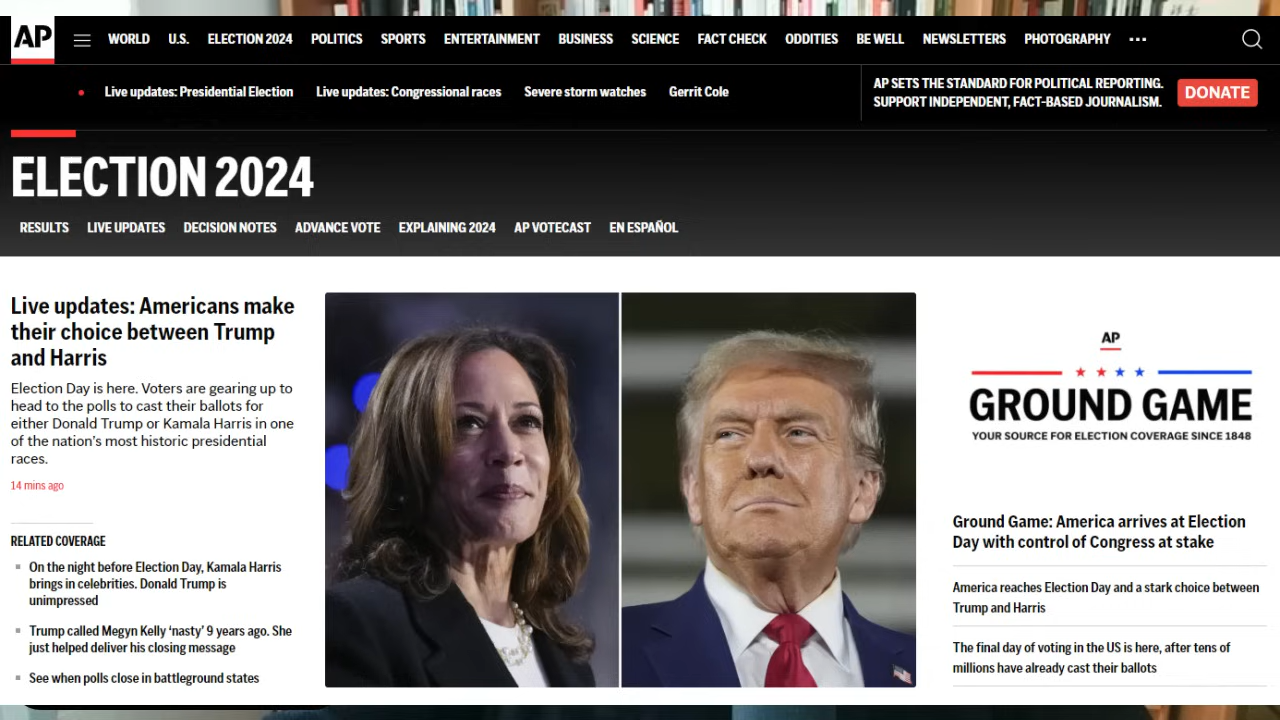 AP
WORLD U.S. ELECTION 2024 POLITICS SPORTS ENTERTAINMENT BUSINESS SCIENCE FACT CHECK ODDITIES BE WELL NEWSLETTERS PHOTOGRAPHY ...
Live updates: Presidential Election Live updates: Congressional races Severe storm watches Gerrit Cole
AP SETS THE STANDARD FOR POLITICAL REPORTING.
SUPPORT INDEPENDENT, FACT-BASED JOURNALISM.
DONATE
ELECTION 2024
RESULTS LIVE UPDATES DECISION NOTES ADVANCE VOTE EXPLAINING 2024 AP VOTECAST EN ESPAÑOL
Live updates: Americans make
their choice between Trump
and Harris
Election Day is here. Voters are gearing up to
head to the polls to cast their ballots for
either Donald Trump or Kamala Harris in one
of the nation's most historic presidential
races.
14 mins ago
RELATED COVERAGE
On the night before Election Day, Kamala Harris
brings in celebrities. Donald Trump is
unimpressed
Trump called Megyn Kelly ‘nasty’ 9 years ago. She
just helped deliver his closing message
See when polls close in battleground states
AP
GROUND GAME
YOUR SOURCE FOR ELECTION COVERAGE SINCE 1848
Ground Game: America arrives at Election
Day with control of Congress at stake
America reaches Election Day and a stark choice between
Trump and Harris
The final day of voting in the US is here, after tens of
millions have already cast their ballots